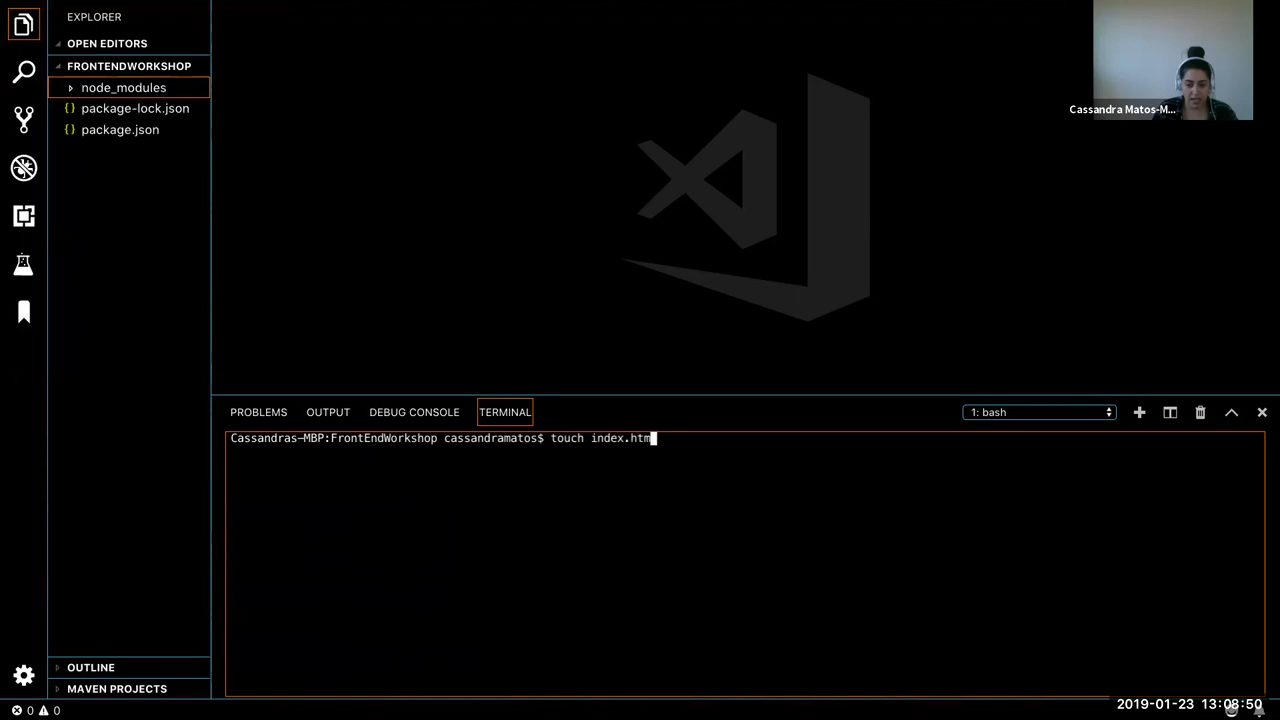 EXPLORER
OPEN EDITORS
FRONTENDWORKSHOP
node_modules
{} package-lock.json
{} package.json
OUTLINE
MAVEN PROJECTS
Cassandra Matos-M...
PROBLEMS OUTPUT DEBUG CONSOLE TERMINAL 1: bash
Cassandras-MBP:FrontEndWorkshop cassandramatos$ touch index.htm
0 0
2019-01-23 13:08:50